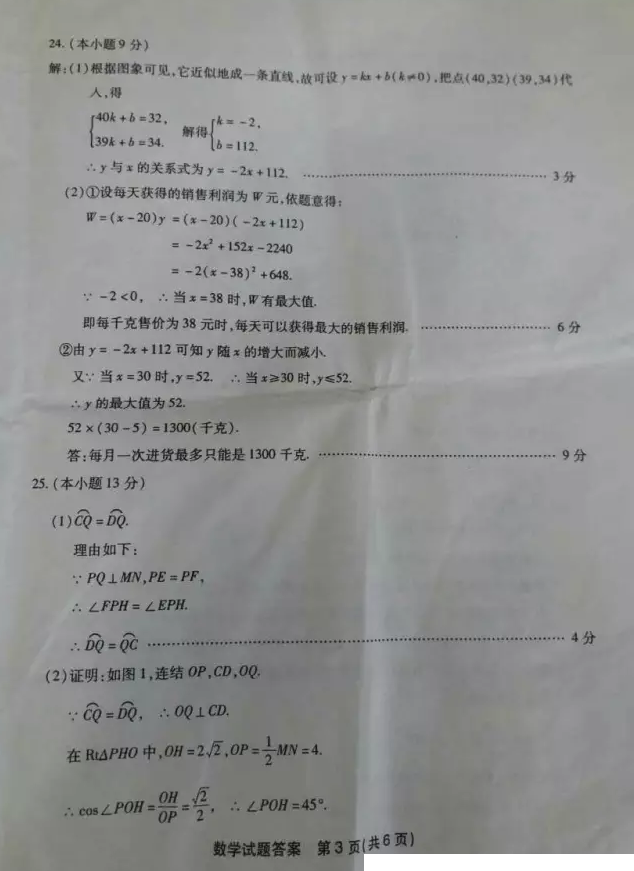 24.(本小题9分)
解:(1)根据图象可见,它近似地成一条直线,故可设y=kx+b(k≠0),把点(40,32)(39,34)代
入,得
{40k+b=32, 39k+b=34. 解得{k=-2, b=112.
∴y与x的关系式为y=-2x+112. …………………………………… 3分
(2)①设每天获得的销售利润为W元,依题意得:
W=(x-20)y=(x-20)(-2x+112)
=-2x²+152x-2240
=-2(x-38)²+648.
∵-2<0, ∴当x=38时,W有最大值.
即每千克售价为38元时,每天可以获得最大的销售利润. ………………… 6分
②由y=-2x+112可知y随x的增大而减小.
又∵当x=30时,y=52. ∴当x≥30时,y≤52.
∴y的最大值为52.
52×(30-5)=1300(千克).
答:每月一次进货最多只能是1300千克. ………………………………… 9分
25.(本小题13分)
(1)C͡Q=D͡Q.
理由如下:
∵PQ⊥MN,PE=PF,
∴∠FPH=∠EPH.
∴D͡Q=Q͡C ……………………………………………………………… 4分
(2)证明:如图1,连结OP,CD,OQ.
∵C͡Q=D͡Q, ∴OQ⊥CD.
在Rt△PHO中,OH=2√2,OP=1/2MN=4.
∴cos∠POH=OH/OP=√2/2, ∴∠POH=45°.
数学试题答案 第3页(共6页)